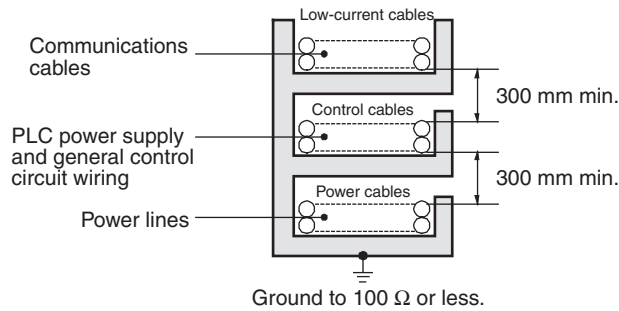 Low-current cables
Communications
cables
300 mm min.
Control cables
PLC power supply
and general control
circuit wiring
300 mm min.
Power cables
Power lines
Ground to 100 Ω or less.